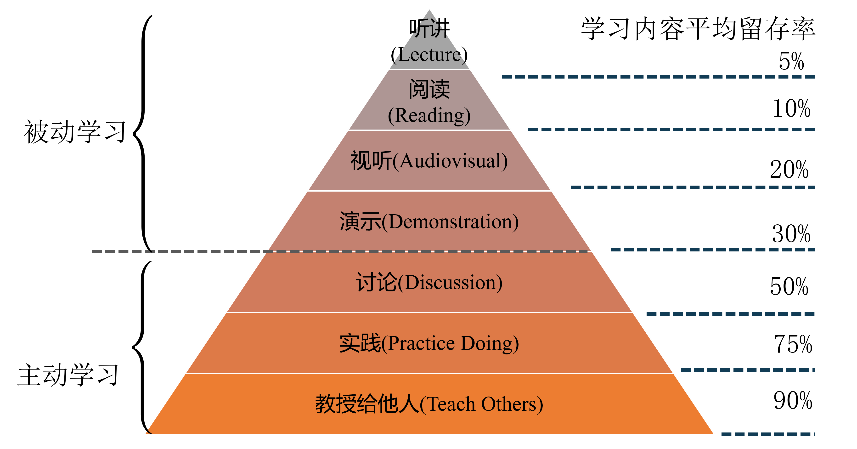 听讲
(Lecture)
学习内容平均留存率
5%
阅读
(Reading)
10%
被动学习
视听(Audiovisual)
20%
演示(Demonstration)
30%
讨论(Discussion)
50%
实践(Practice Doing)
75%
主动学习
教授给他人(Teach Others)
90%